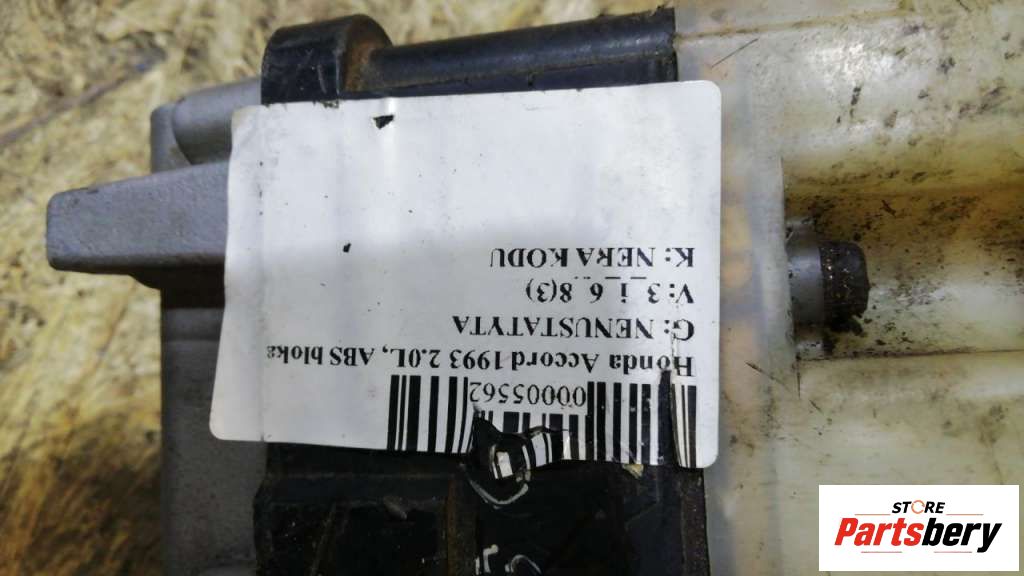 00005562
Honda Accord 1993 2.0L, ABS bloka
G: NENUSTATYTA
V: 3_i_6_8(3)
K: NERA KODU
STORE
Partsbery